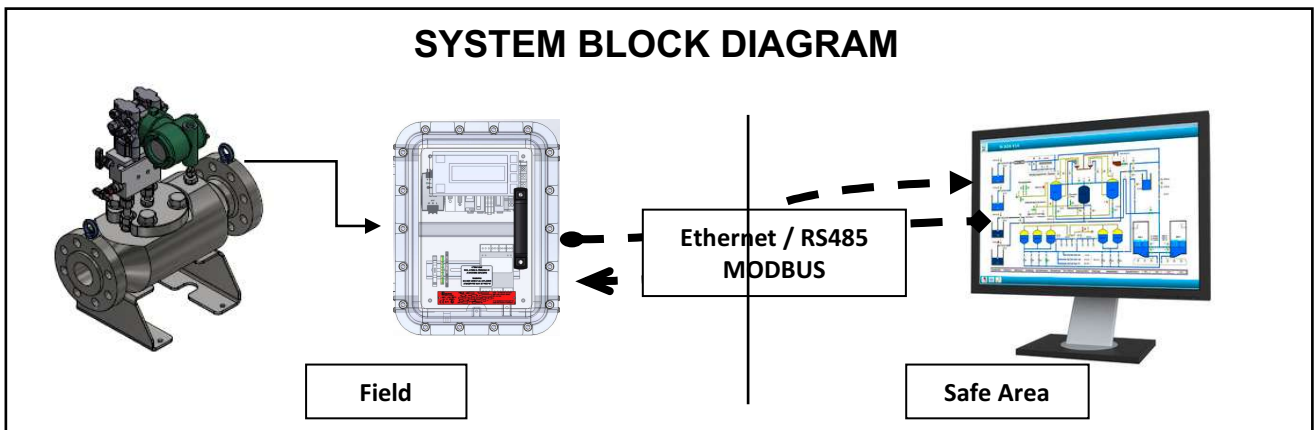 SYSTEM BLOCK DIAGRAM
Ethernet / RS485
MODBUS
Field
Safe Area